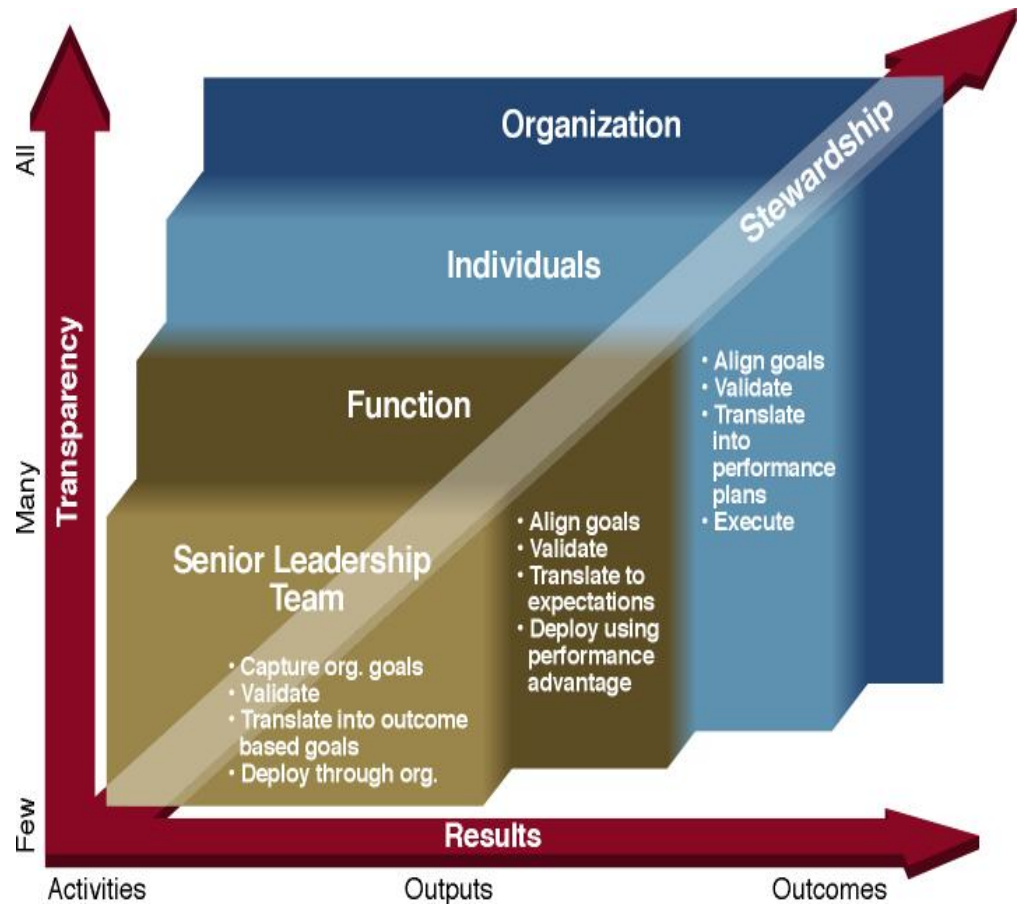 Organization
Stewardship
Individuals
Function
Senior Leadership
Team
• Capture org. goals
• Validate
• Translate into outcome
based goals
• Deploy through org.
• Align goals
• Validate
• Translate to
expectations
• Deploy using
performance
advantage
• Align goals
• Validate
• Translate
into
performance
plans
• Execute
All
Many
Few
Transparency
Results
Activities
Outputs
Outcomes